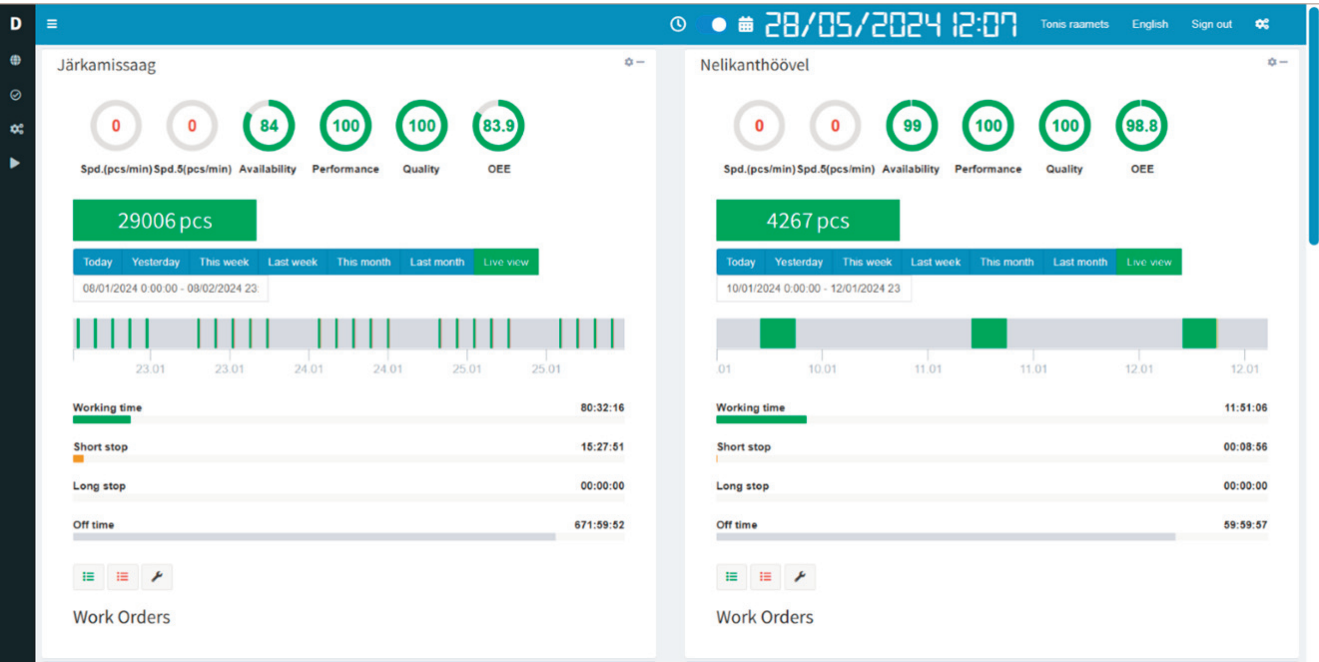 D 28/05/2024 12:07 Tonis raamets English Sign out
Järkamissaag
0 0 84 100 100 83.9
Spd.(pcs/min) Spd.5(pcs/min) Availability Performance Quality OEE
29006 pcs
Today Yesterday This week Last week This month Last month Live view
08/01/2024 0:00:00 - 08/02/2024 23:
23.01 23.01 24.01 24.01 25.01 25.01
Working time 80:32:16
Short stop 15:27:51
Long stop 00:00:00
Off time 671:59:52
Work Orders
Nelikanthöövel
0 0 99 100 100 98.8
Spd.(pcs/min) Spd.5(pcs/min) Availability Performance Quality OEE
4267 pcs
Today Yesterday This week Last week This month Last month Live view
10/01/2024 0:00:00 - 12/01/2024 23
.01 10.01 11.01 11.01 12.01 12.01
Working time 11:51:06
Short stop 00:08:56
Long stop 00:00:00
Off time 59:59:57
Work Orders